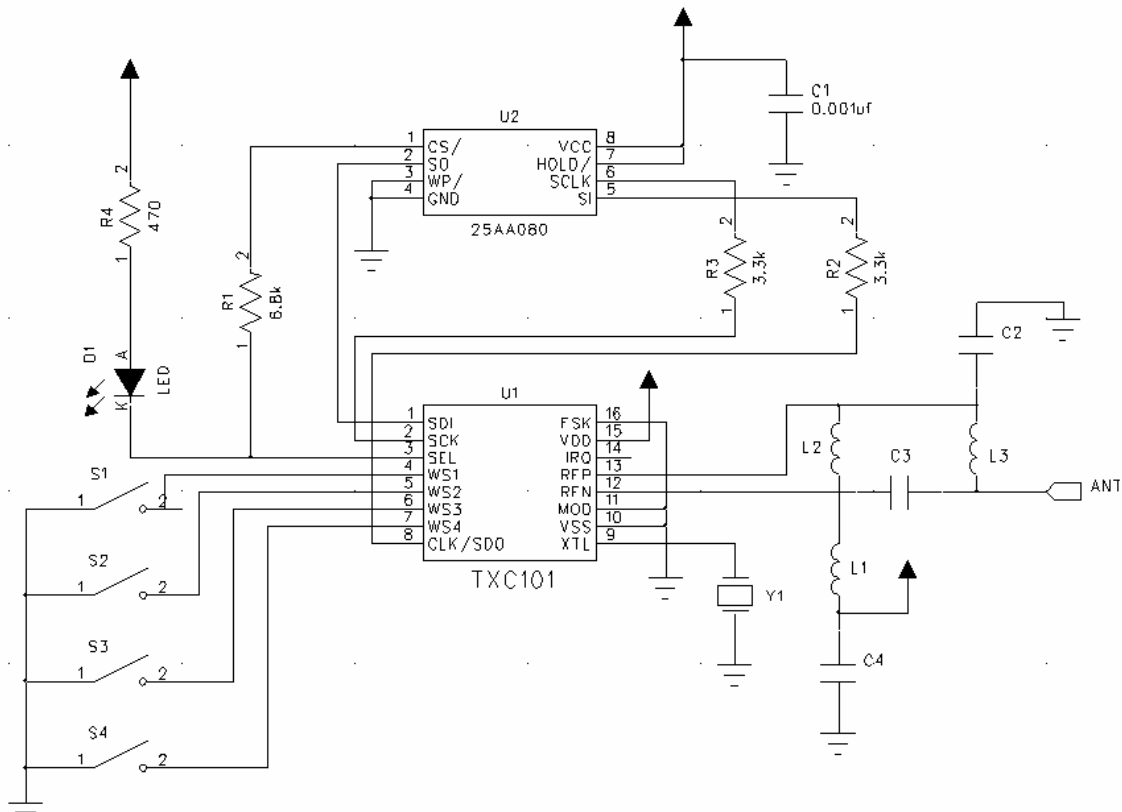 C1
0.001uf
U2
1 CS/ VCC 8
2 SO HOLD/ 7
3 WP/ SCLK 6
4 GND SI 5
25AA080
2
R4
470
1
2
R1
6.8k
1
2
R3
3.3k
1
2
R2
3.3k
1
C2
D1
A
K
LED
U1
1 SDI FSK 16
2 SCK VDD 15
3 SEL IRQ 14
4 WS1 RFP 13
5 WS2 RFN 12
6 WS3 MOD 11
7 WS4 VSS 10
8 CLK/SDO XTL 9
TXC101
L2
C3
L3
ANT
S1
1 2
S2
1 2
S3
1 2
S4
1 2
Y1
L1
C4